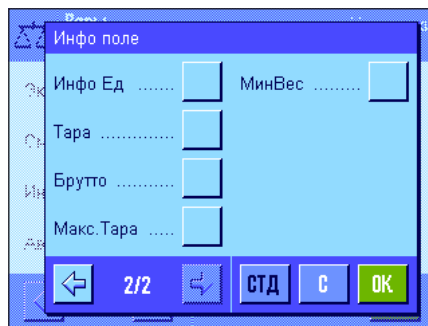 Инфо поле
Инфо Ед ....... МинВес .........
Тара ..............
Брутто ...........
Макс.Тара .....
2/2 СТД C OK